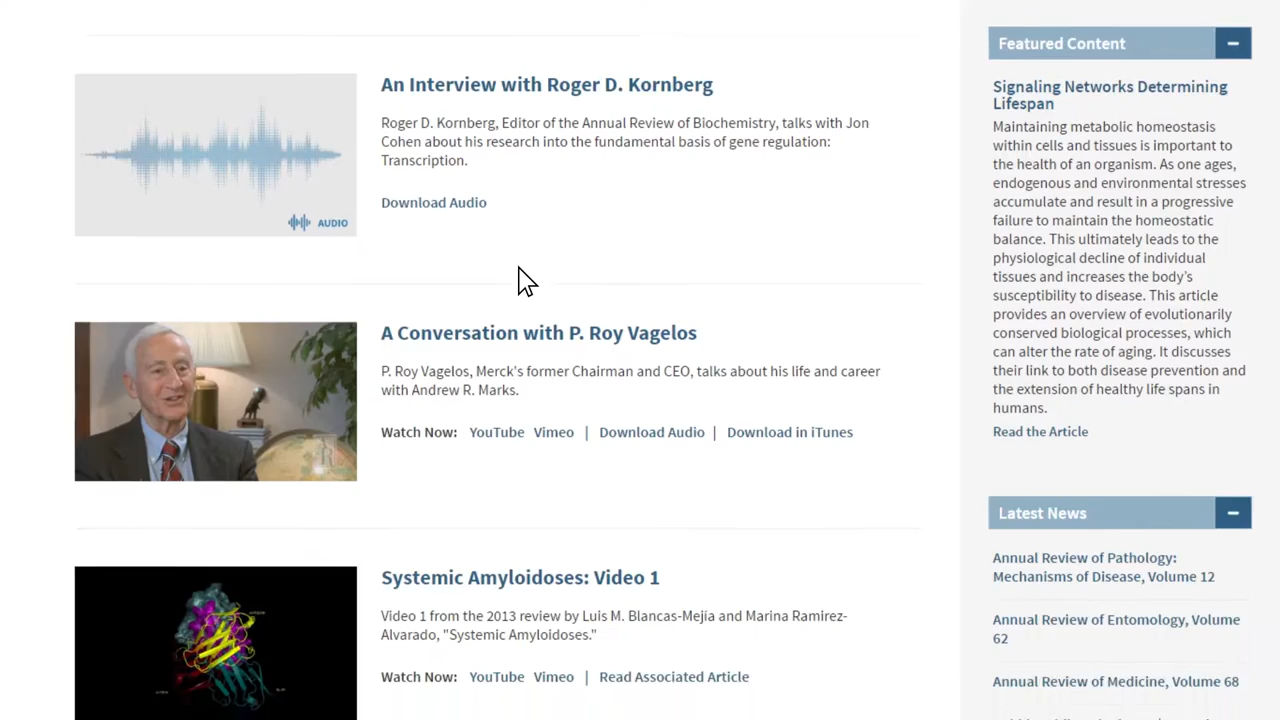 An Interview with Roger D. Kornberg
Roger D. Kornberg, Editor of the Annual Review of Biochemistry, talks with Jon
Cohen about his research into the fundamental basis of gene regulation:
Transcription.
Download Audio
AUDIO
A Conversation with P. Roy Vagelos
P. Roy Vagelos, Merck's former Chairman and CEO, talks about his life and career
with Andrew R. Marks.
Watch Now: YouTube Vimeo | Download Audio | Download in iTunes
Systemic Amyloidoses: Video 1
Video 1 from the 2013 review by Luis M. Blancas-Mejía and Marina Ramirez-
Alvarado, "Systemic Amyloidoses."
Watch Now: YouTube Vimeo | Read Associated Article
Featured Content
Signaling Networks Determining
Lifespan
Maintaining metabolic homeostasis
within cells and tissues is important to
the health of an organism. As one ages,
endogenous and environmental stresses
accumulate and result in a progressive
failure to maintain the homeostatic
balance. This ultimately leads to the
physiological decline of individual
tissues and increases the body's
susceptibility to disease. This article
provides an overview of evolutionarily
conserved biological processes, which
can alter the rate of aging. It discusses
their link to both disease prevention and
the extension of healthy life spans in
humans.
Read the Article
Latest News
Annual Review of Pathology:
Mechanisms of Disease, Volume 12
Annual Review of Entomology, Volume
62
Annual Review of Medicine, Volume 68